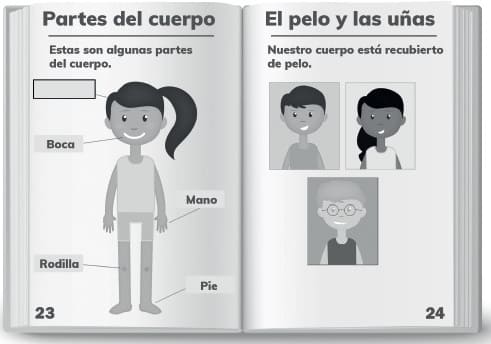 Partes del cuerpo
Estas son algunas partes
del cuerpo.
Boca
Mano
Rodilla
Pie
23
El pelo y las uñas
Nuestro cuerpo está recubierto
de pelo.
24